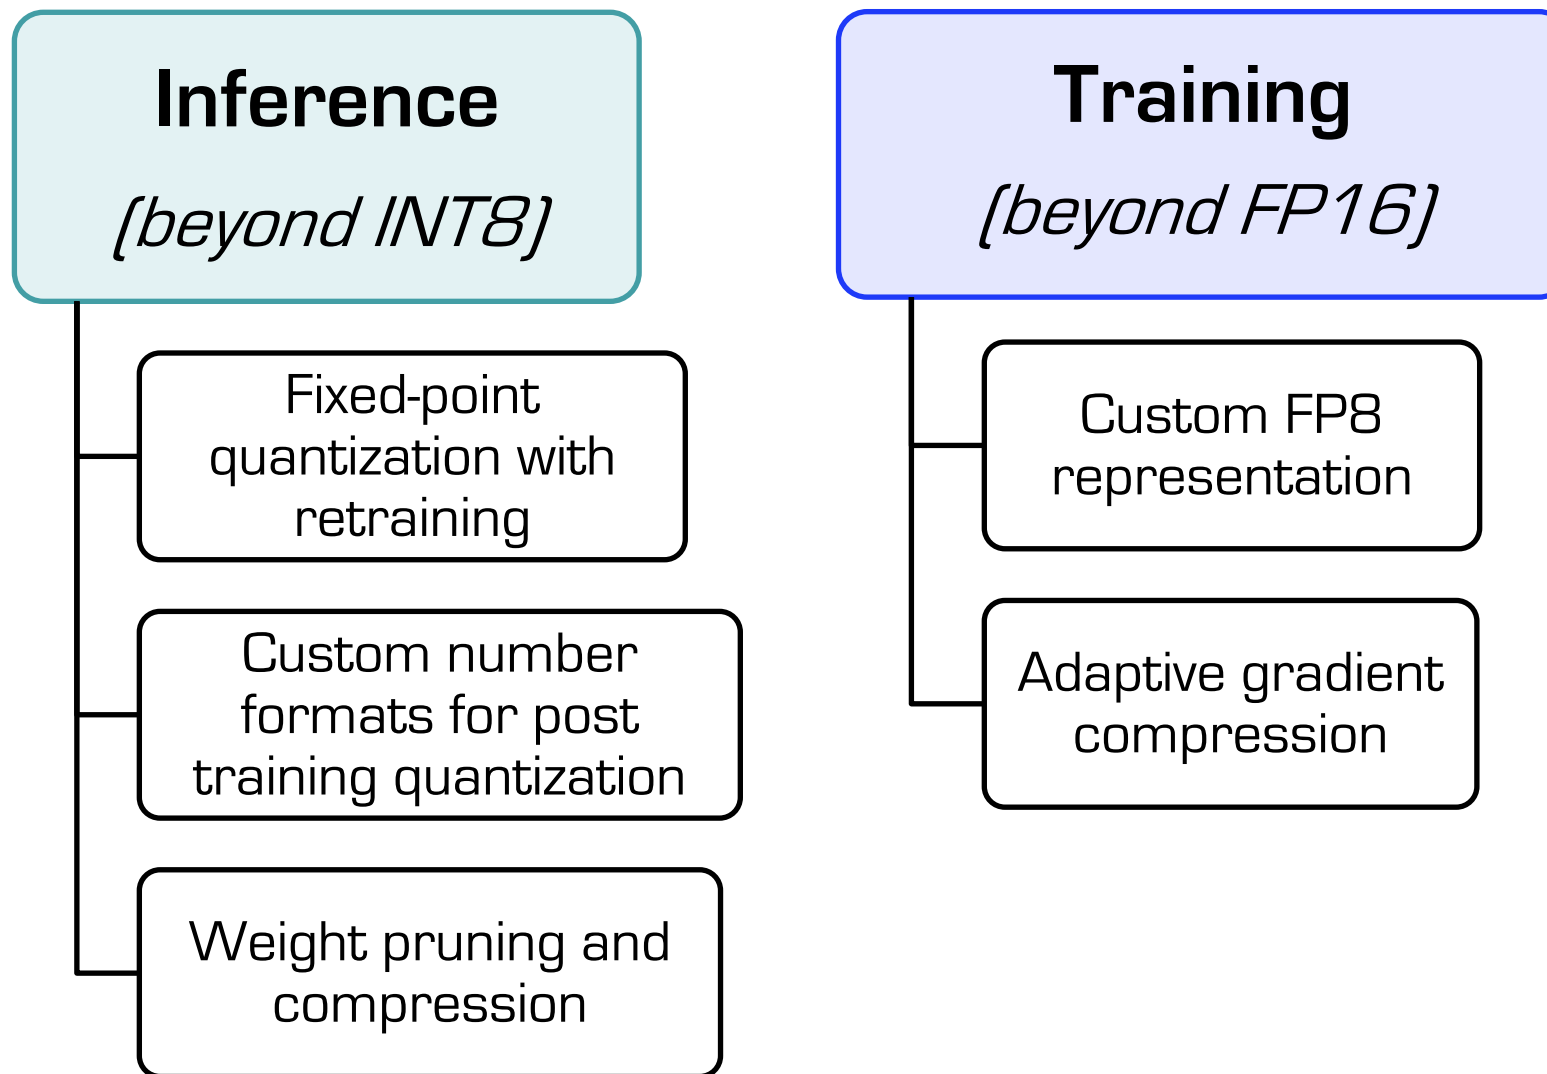 Inference
(beyond INT8)
Fixed-point
quantization with
retraining
Custom number
formats for post
training quantization
Weight pruning and
compression
Training
(beyond FP16)
Custom FP8
representation
Adaptive gradient
compression